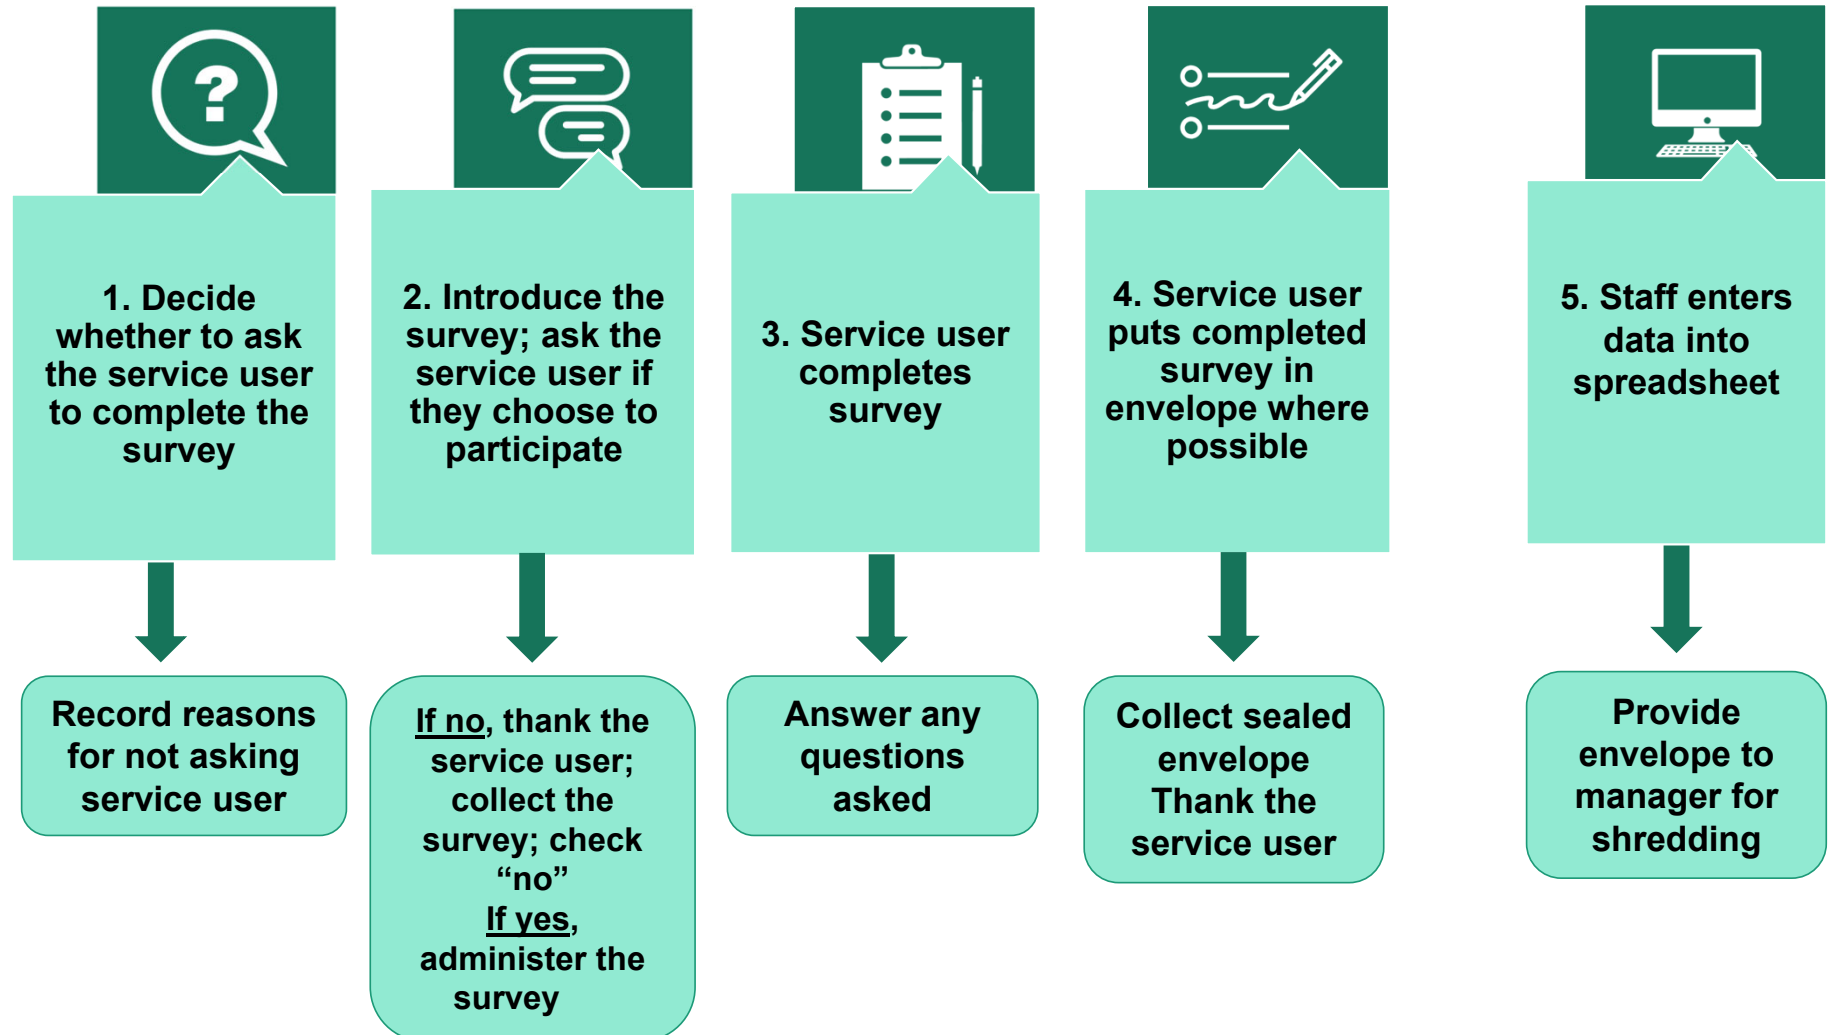 ?
1. Decide
whether to ask
the service user
to complete the
survey
2. Introduce the
survey; ask the
service user if
they choose to
participate
3. Service user
completes
survey
4. Service user
puts completed
survey in
envelope where
possible
5. Staff enters
data into
spreadsheet
Record reasons
for not asking
service user
If no, thank the
service user;
collect the
survey; check
“no”
If yes,
administer the
survey
Answer any
questions
asked
Collect sealed
envelope
Thank the
service user
Provide
envelope to
manager for
shredding